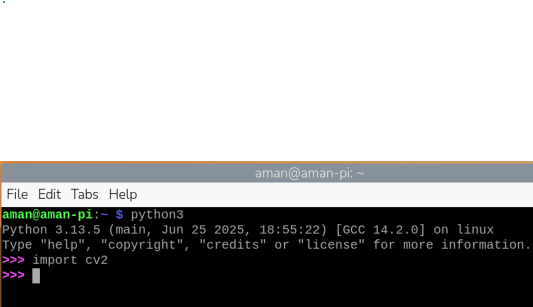 aman@aman-pi: ~
File Edit Tabs Help
aman@aman-pi:~ $ python3
Python 3.13.5 (main, Jun 25 2025, 18:55:22) [GCC 14.2.0] on linux
Type "help", "copyright", "credits" or "license" for more information.
>>> import cv2
>>>